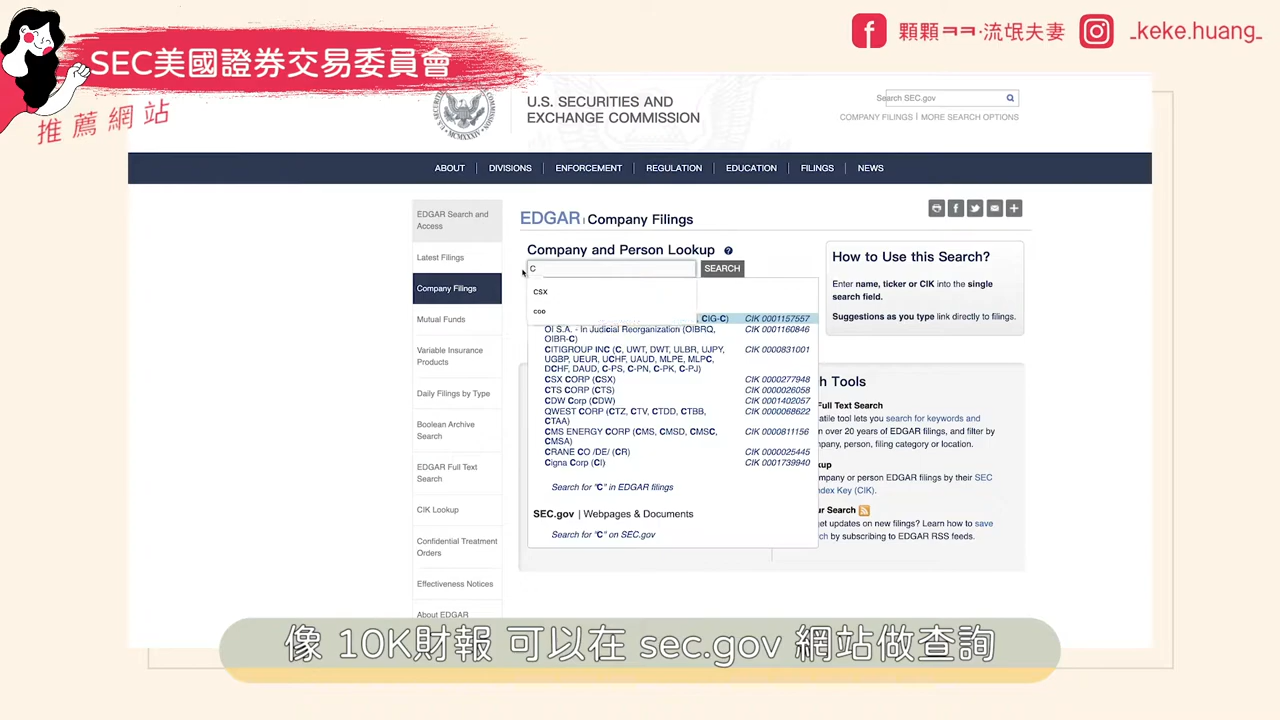 SEC美國證券交易委員會
推薦網站
顆顆ㅋㅋ·流氓夫妻
_keke.huang_
U.S. SECURITIES AND
EXCHANGE COMMISSION
Search SEC.gov
COMPANY FILINGS | MORE SEARCH OPTIONS
ABOUT | DIVISIONS | ENFORCEMENT | REGULATION | EDUCATION | FILINGS | NEWS
EDGAR Search and
Access
Latest Filings
Company Filings
Mutual Funds
Variable Insurance
Products
Daily Filings by Type
Boolean Archive
Search
EDGAR Full Text
Search
CIK Lookup
Confidential Treatment
Orders
Effectiveness Notices
About EDGAR
EDGAR | Company Filings
Company and Person Lookup
C
SEARCH
CSX
COO
CIG-C) CIK 0001157557
OI S.A. - In Judicial Reorganization (OIBRQ, CIK 0001160846
OIBR-C)
CITIGROUP INC (C, UWT, DWT, ULBR, UJPY, CIK 0000831001
UGBP, UEUR, UCHF, UAUD, MLPE, MLPC,
DCHF, DAUD, C-PS, C-PN, C-PK, C-PJ)
CSX CORP (CSX) CIK 0000277948
CTS CORP (CTS) CIK 0000026058
CDW Corp (CDW) CIK 0001402057
QWEST CORP (CTZ, CTV, CTDD, CTBB, CIK 0000068622
CTAA)
CMS ENERGY CORP (CMS, CMSD, CMSC, CIK 0000811156
CMSA)
CRANE CO /DE/ (CR) CIK 0000025445
Cigna Corp (CI) CIK 0001739940
Search for "C" in EDGAR filings
SEC.gov | Webpages & Documents
Search for "C" on SEC.gov
How to Use this Search?
Enter name, ticker or CIK into the single
search field.
Suggestions as you type link directly to filings.
h Tools
Full Text Search
atile tool lets you search for keywords and
n over 20 years of EDGAR filings, and filter by
mpany, person, filing category or location.
kup
ompany or person EDGAR filings by their SEC
ndex Key (CIK).
ur Search
get updates on new filings? Learn how to save
ch by subscribing to EDGAR RSS feeds.
像 10K財報 可以在 sec.gov 網站做查詢